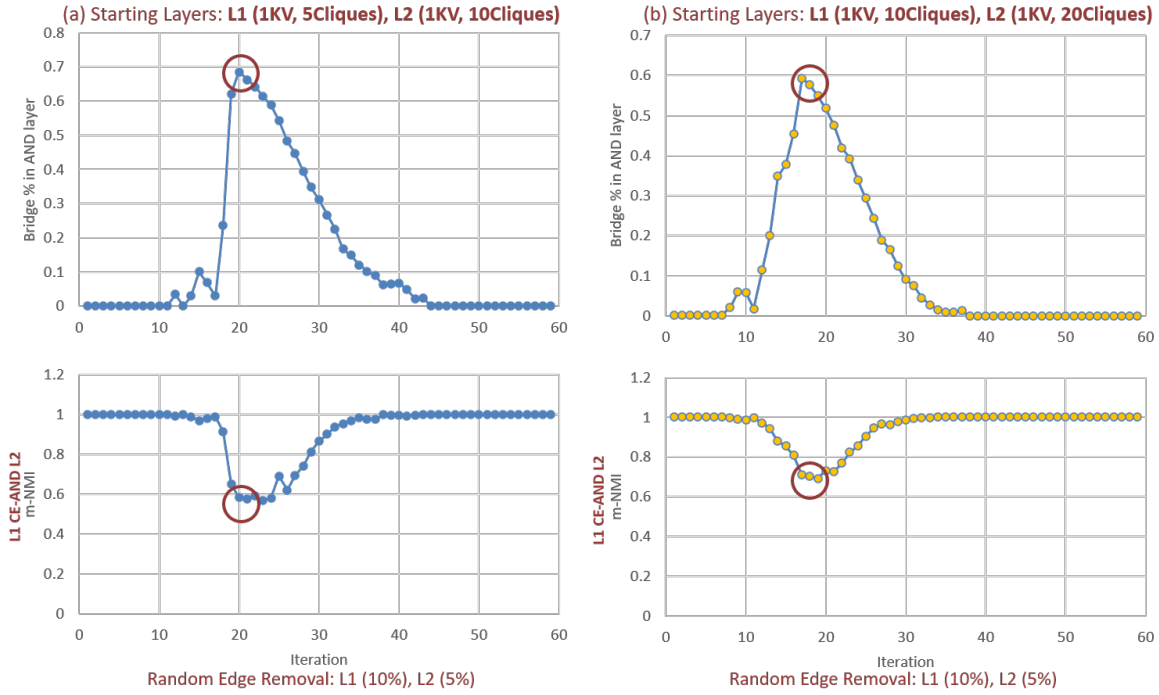 (a) Starting Layers: L1 (1KV, 5Cliques), L2 (1KV, 10Cliques)
0.8
0.7
0.6
0.5
0.4
0.3
0.2
0.1
0
Bridge % in AND layer
0 10 20 30 40 50 60
1.2
1
0.8
0.6
0.4
0.2
0
L1 CE-AND L2
m-NMI
0 10 20 30 40 50 60
Iteration
Random Edge Removal: L1 (10%), L2 (5%)
(b) Starting Layers: L1 (1KV, 10Cliques), L2 (1KV, 20Cliques)
0.7
0.6
0.5
0.4
0.3
0.2
0.1
0
Bridge % in AND layer
0 10 20 30 40 50 60
1.2
1
0.8
0.6
0.4
0.2
0
L1 CE-AND L2
m-NMI
0 10 20 30 40 50 60
Iteration
Random Edge Removal: L1 (10%), L2 (5%)